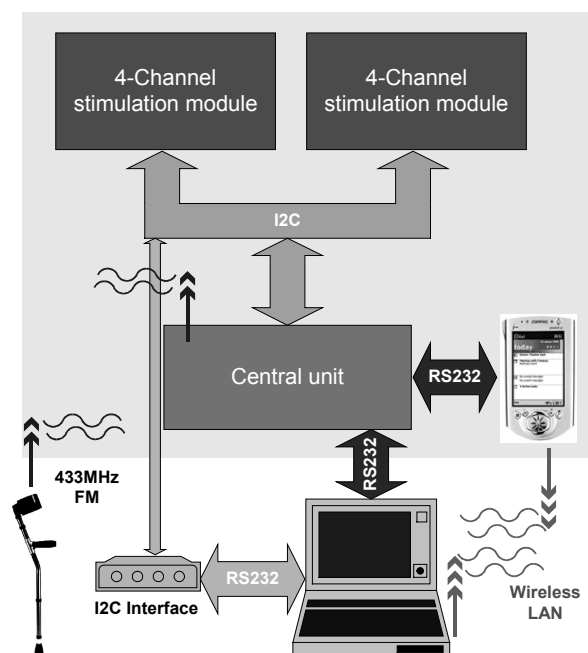 4-Channel
stimulation module
4-Channel
stimulation module
I2C
Central unit
RS232
today
RS232
433MHz
FM
RS232
I2C Interface
Wireless
LAN